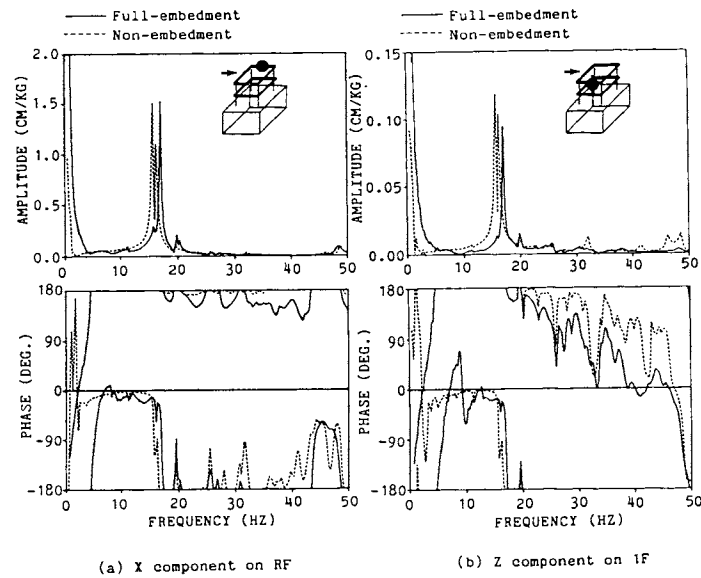 Full-embedment
Non-embedment
AMPLITUDE (CM/KG)
2.0
1.5
1.0
0.5
0.0
0 10 20 30 40 50
PHASE (DEG.)
180
90
0
-90
-180
0 10 20 30 40 50
FREQUENCY (HZ)
(a) X component on RF
Full-embedment
Non-embedment
AMPLITUDE (CM/KG)
0.15
0.10
0.05
0.00
0 10 20 30 40 50
PHASE (DEG.)
180
90
0
-90
-180
0 10 20 30 40 50
FREQUENCY (HZ)
(b) Z component on 1F